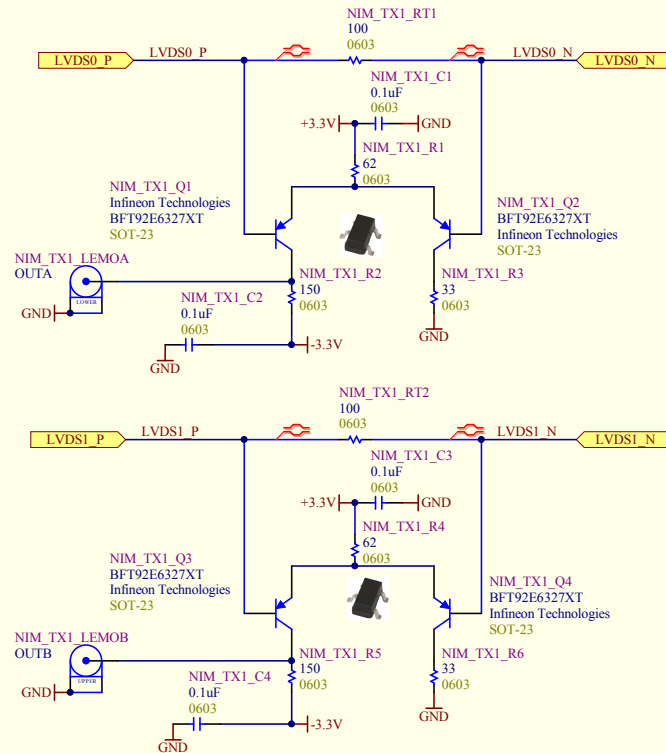 NIM_TX1_RT1
100
0603
LVDS0_P
LVDS0_P
LVDS0_N
LVDS0_N
NIM_TX1_C1
0.1uF
0603
+3.3V
GND
NIM_TX1_R1
62
0603
NIM_TX1_Q1
Infineon Technologies
BFT92E6327XT
SOT-23
NIM_TX1_Q2
BFT92E6327XT
Infineon Technologies
SOT-23
NIM_TX1_LEMOA
OUTA
LOWER
GND
NIM_TX1_R2
150
0603
NIM_TX1_R3
33
0603
GND
NIM_TX1_C2
0.1uF
0603
GND
-3.3V
NIM_TX1_RT2
100
0603
LVDS1_P
LVDS1_P
LVDS1_N
LVDS1_N
NIM_TX1_C3
0.1uF
0603
+3.3V
GND
NIM_TX1_R4
62
0603
NIM_TX1_Q3
BFT92E6327XT
Infineon Technologies
SOT-23
NIM_TX1_Q4
BFT92E6327XT
Infineon Technologies
SOT-23
NIM_TX1_LEMOB
OUTB
UPPER
GND
NIM_TX1_R5
150
0603
NIM_TX1_R6
33
0603
GND
NIM_TX1_C4
0.1uF
0603
GND
-3.3V